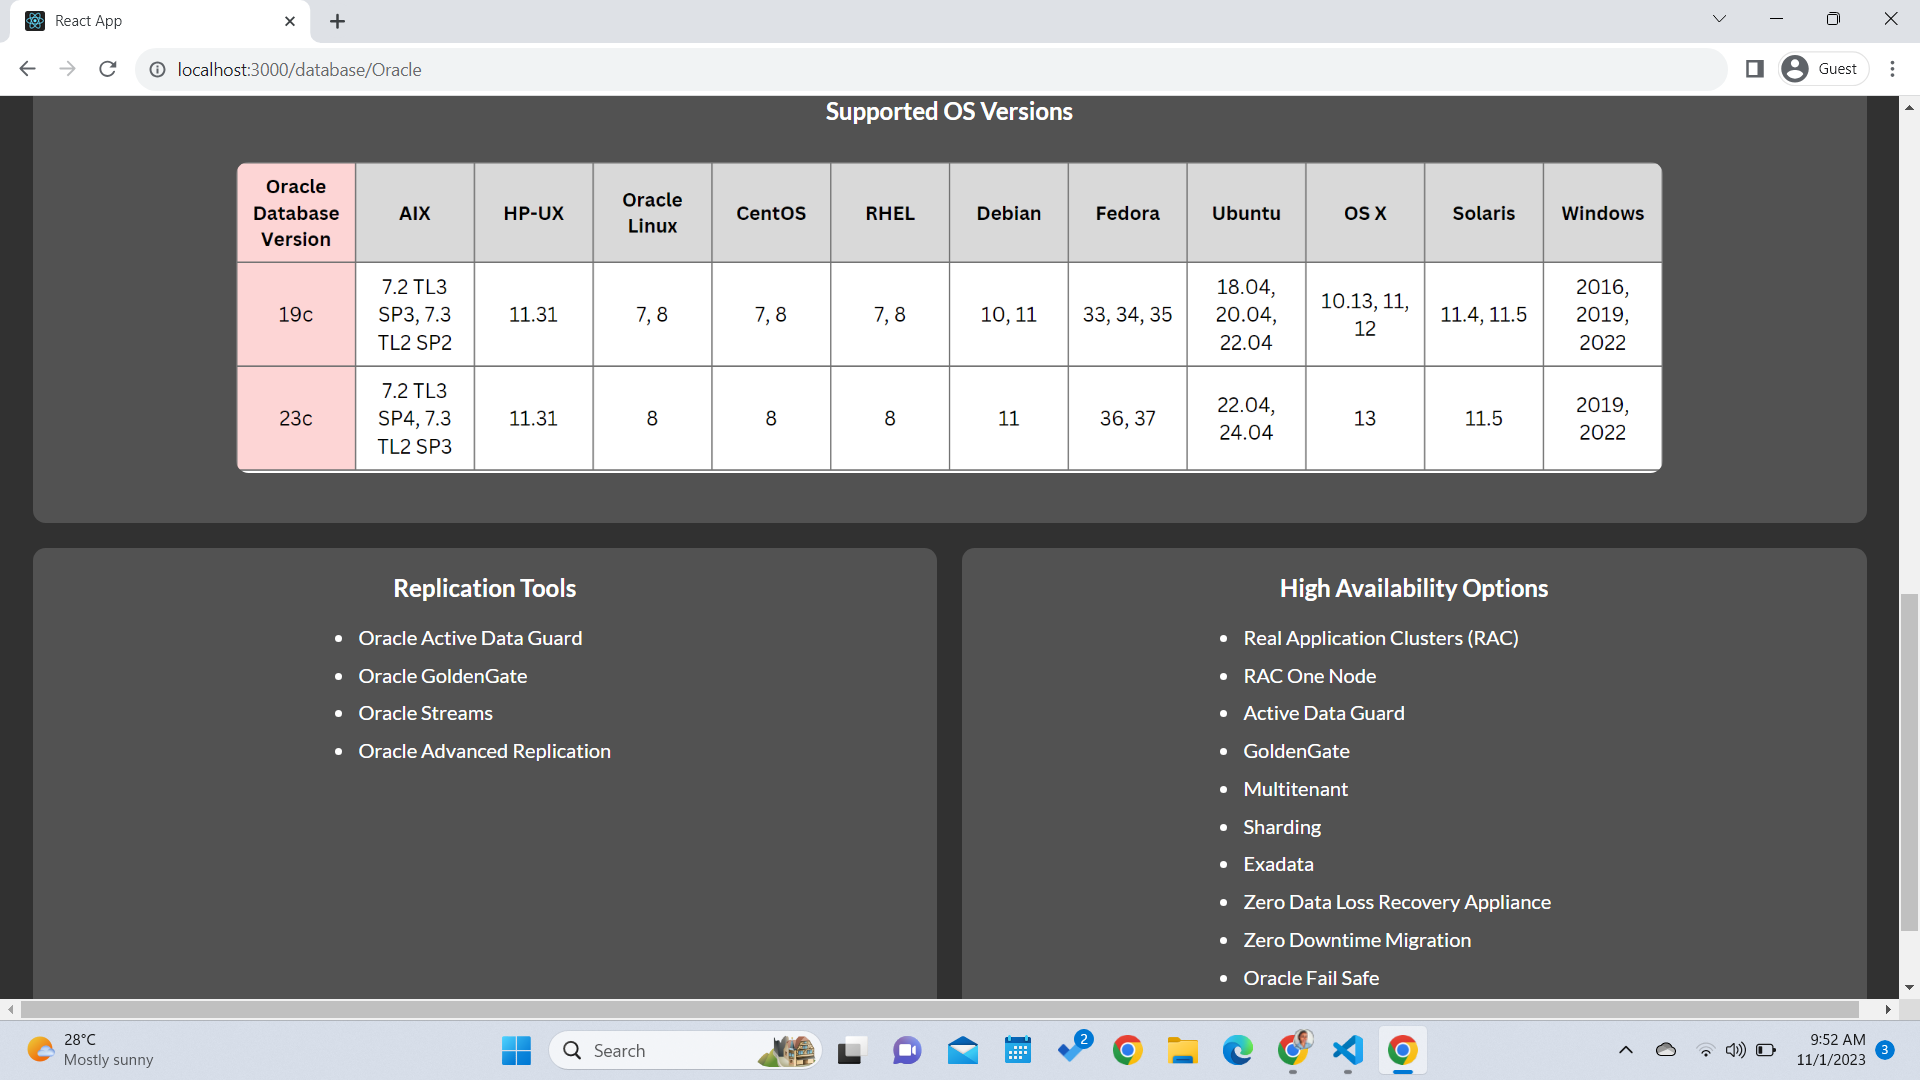 React App
localhost:3000/database/Oracle
Guest
Supported OS Versions
Oracle Database Version
AIX
HP-UX
Oracle Linux
CentOS
RHEL
Debian
Fedora
Ubuntu
OS X
Solaris
Windows
19c
7.2 TL3 SP3, 7.3 TL2 SP2
11.31
7, 8
7, 8
7, 8
10, 11
33, 34, 35
18.04, 20.04, 22.04
10.13, 11, 12
11.4, 11.5
2016, 2019, 2022
23c
7.2 TL3 SP4, 7.3 TL2 SP3
11.31
8
8
8
11
36, 37
22.04, 24.04
13
11.5
2019, 2022
Replication Tools
• Oracle Active Data Guard
• Oracle GoldenGate
• Oracle Streams
• Oracle Advanced Replication
High Availability Options
• Real Application Clusters (RAC)
• RAC One Node
• Active Data Guard
• GoldenGate
• Multitenant
• Sharding
• Exadata
• Zero Data Loss Recovery Appliance
• Zero Downtime Migration
• Oracle Fail Safe
28°C
Mostly sunny
Search
2
9:52 AM
11/1/2023
3